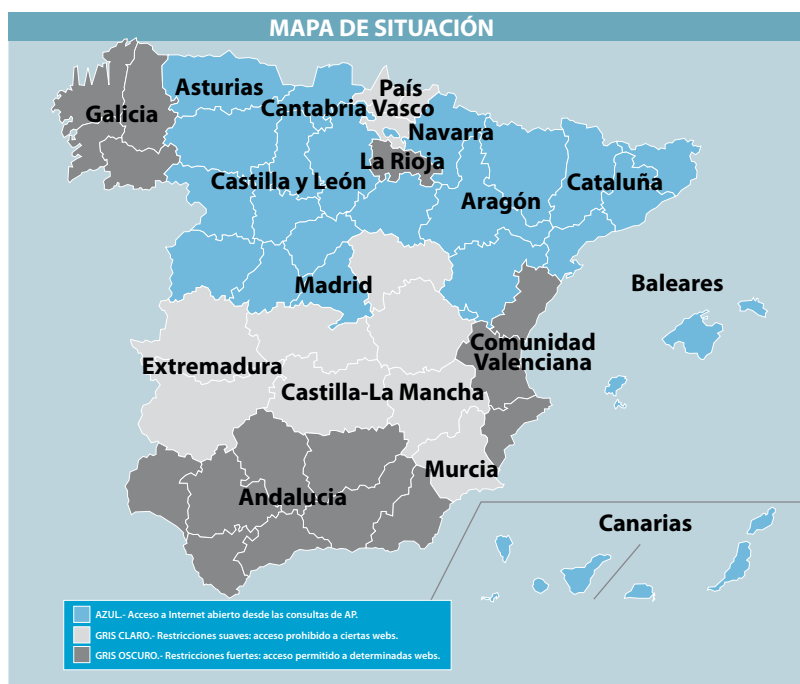 MAPA DE SITUACIÓN
Asturias
Cantabria
País
Vasco
Galicia
Navarra
La Rioja
Castilla y León
Cataluña
Aragón
Madrid
Baleares
Comunidad
Valenciana
Extremadura
Castilla-La Mancha
Murcia
Andalucia
Canarias
AZUL.- Acceso a Internet abierto desde las consultas de AP.
GRIS CLARO.- Restricciones suaves: acceso prohibido a ciertas webs.
GRIS OSCURO.- Restricciones fuertes: acceso permitido a determinadas webs.